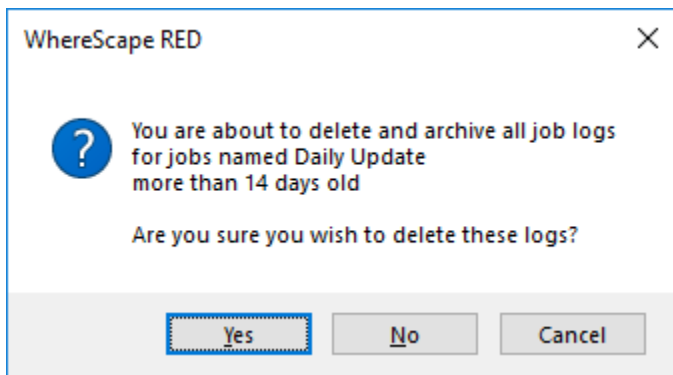 WhereScape RED
You are about to delete and archive all job logs
for jobs named Daily Update
more than 14 days old
Are you sure you wish to delete these logs?
Yes
No
Cancel